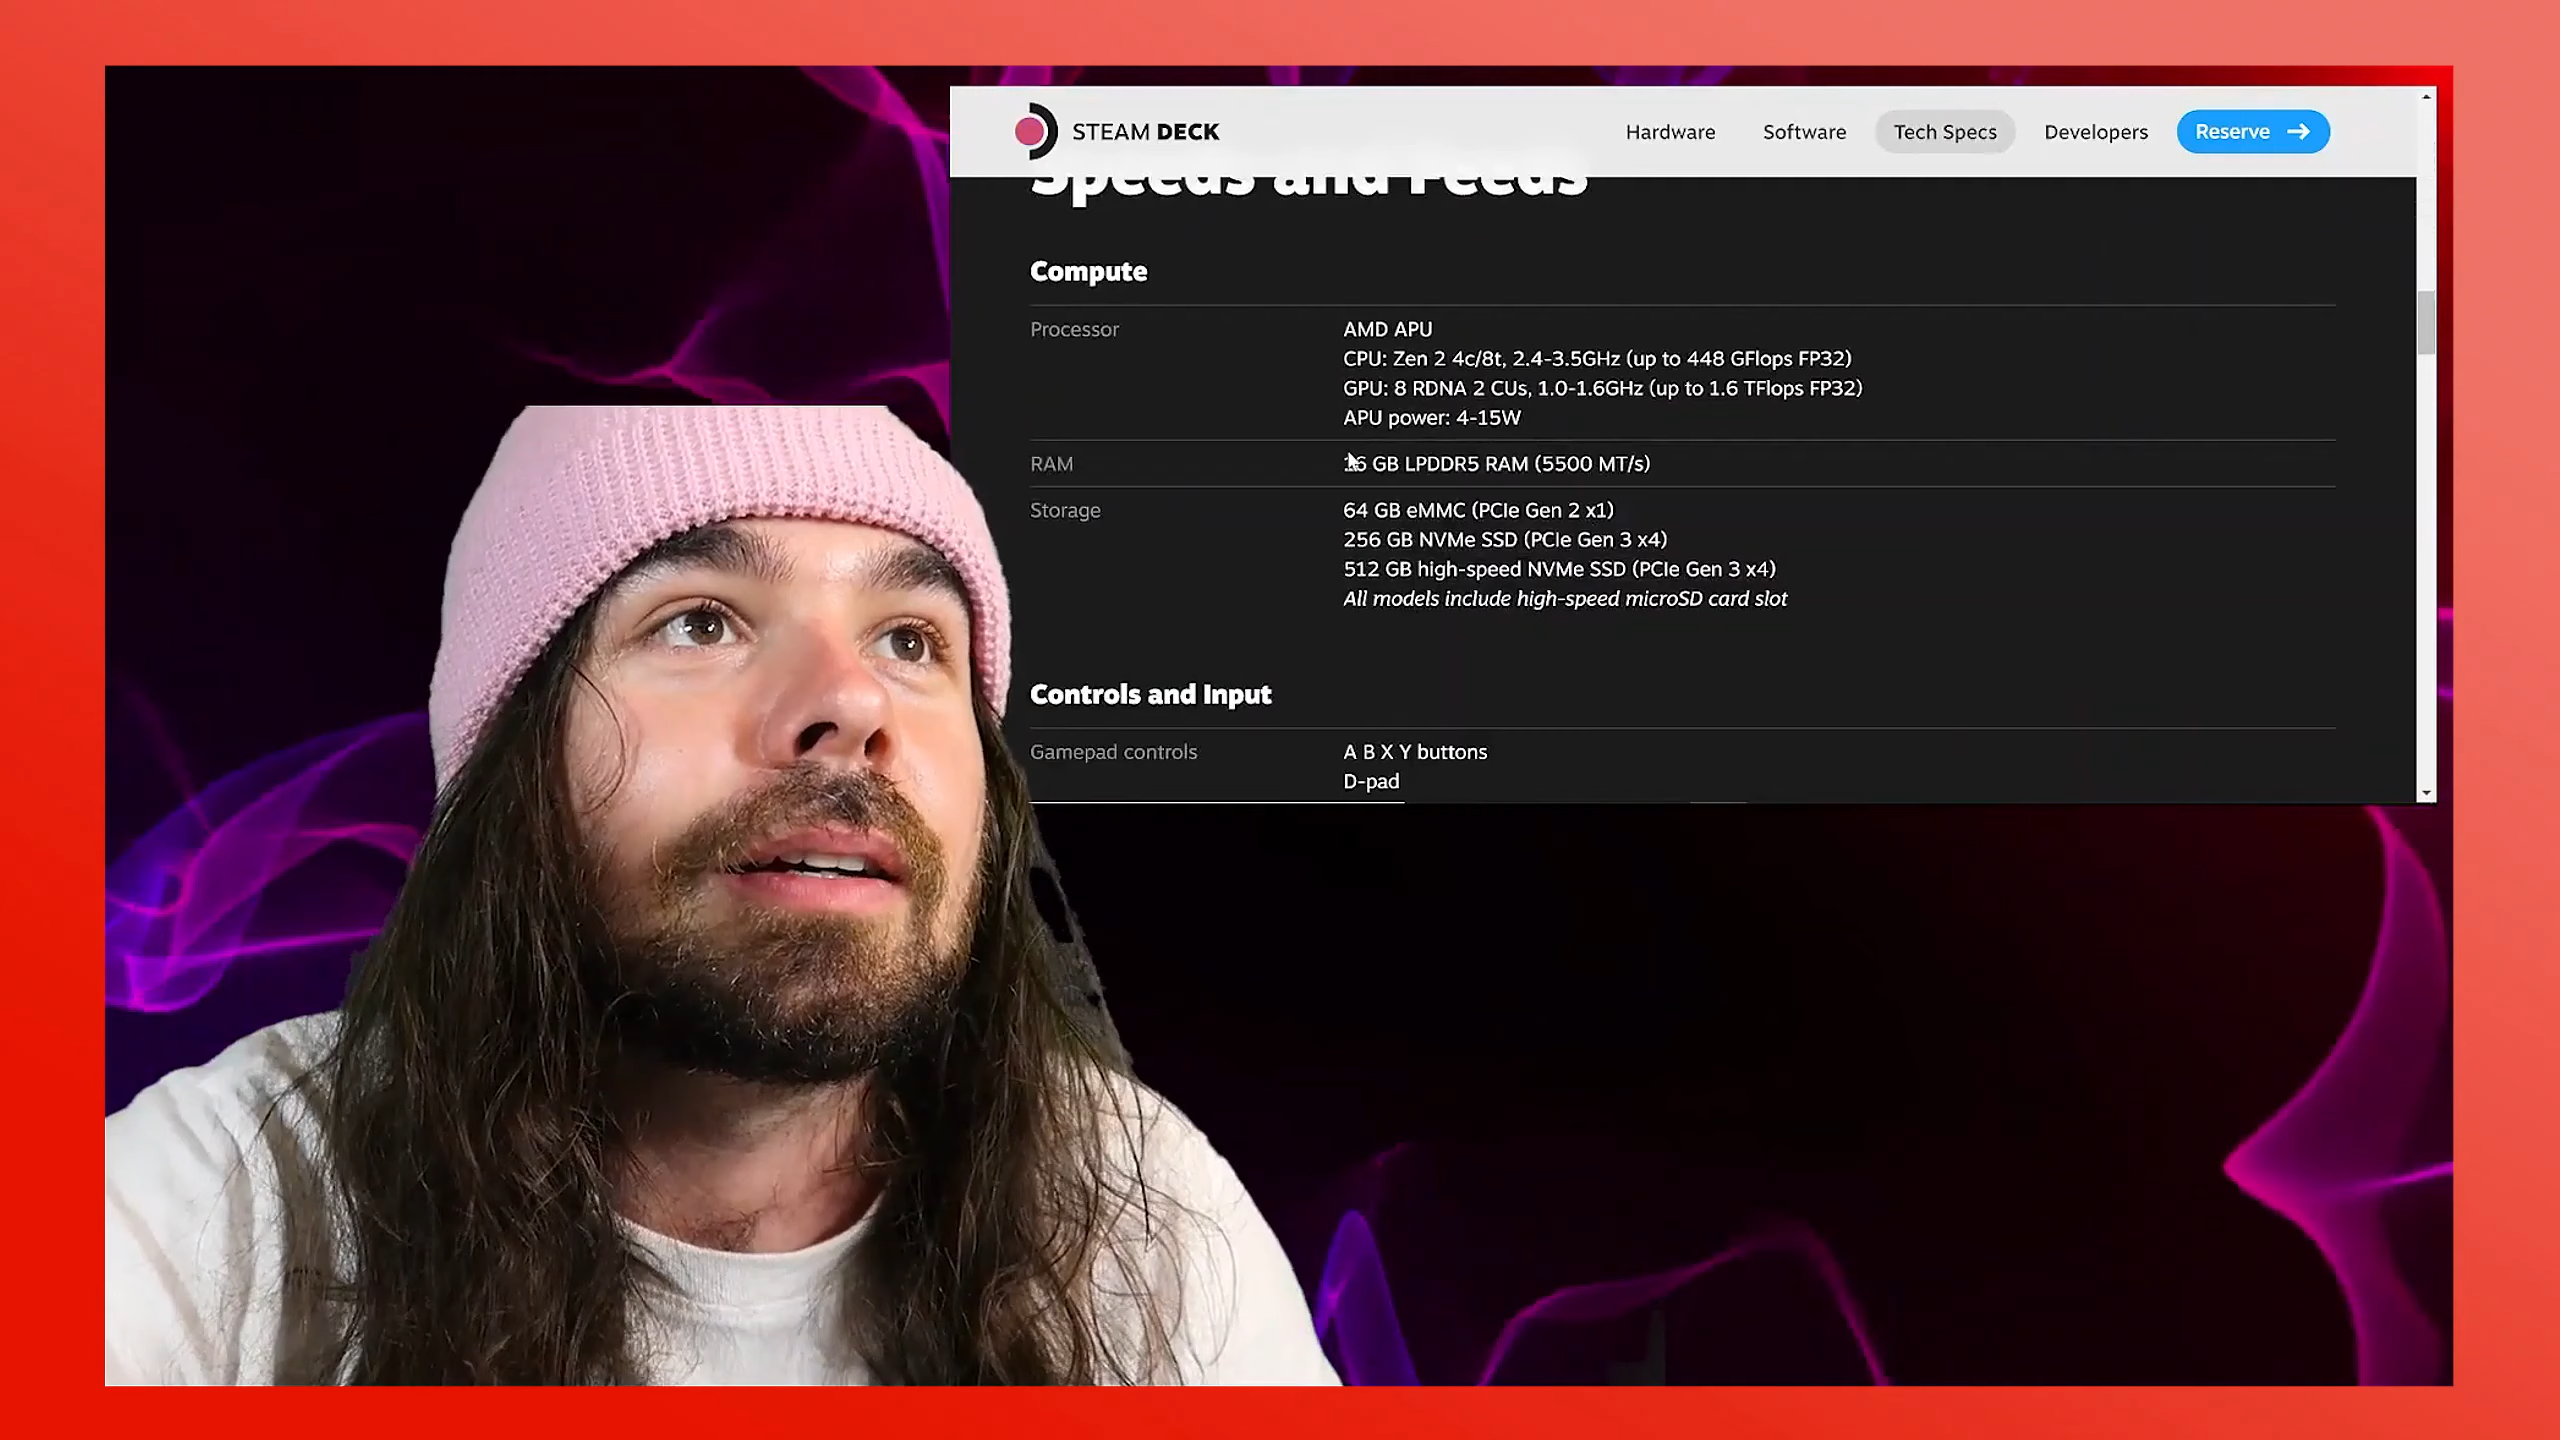 STEAM DECK
Hardware
Software
Tech Specs
Developers
Reserve
Speeds and Feeds
Compute
Processor
AMD APU
CPU: Zen 2 4c/8t, 2.4-3.5GHz (up to 448 GFlops FP32)
GPU: 8 RDNA 2 CUs, 1.0-1.6GHz (up to 1.6 TFlops FP32)
APU power: 4-15W
RAM
16 GB LPDDR5 RAM (5500 MT/s)
Storage
64 GB eMMC (PCIe Gen 2 x1)
256 GB NVMe SSD (PCIe Gen 3 x4)
512 GB high-speed NVMe SSD (PCIe Gen 3 x4)
All models include high-speed microSD card slot
Controls and Input
Gamepad controls
A B X Y buttons
D-pad